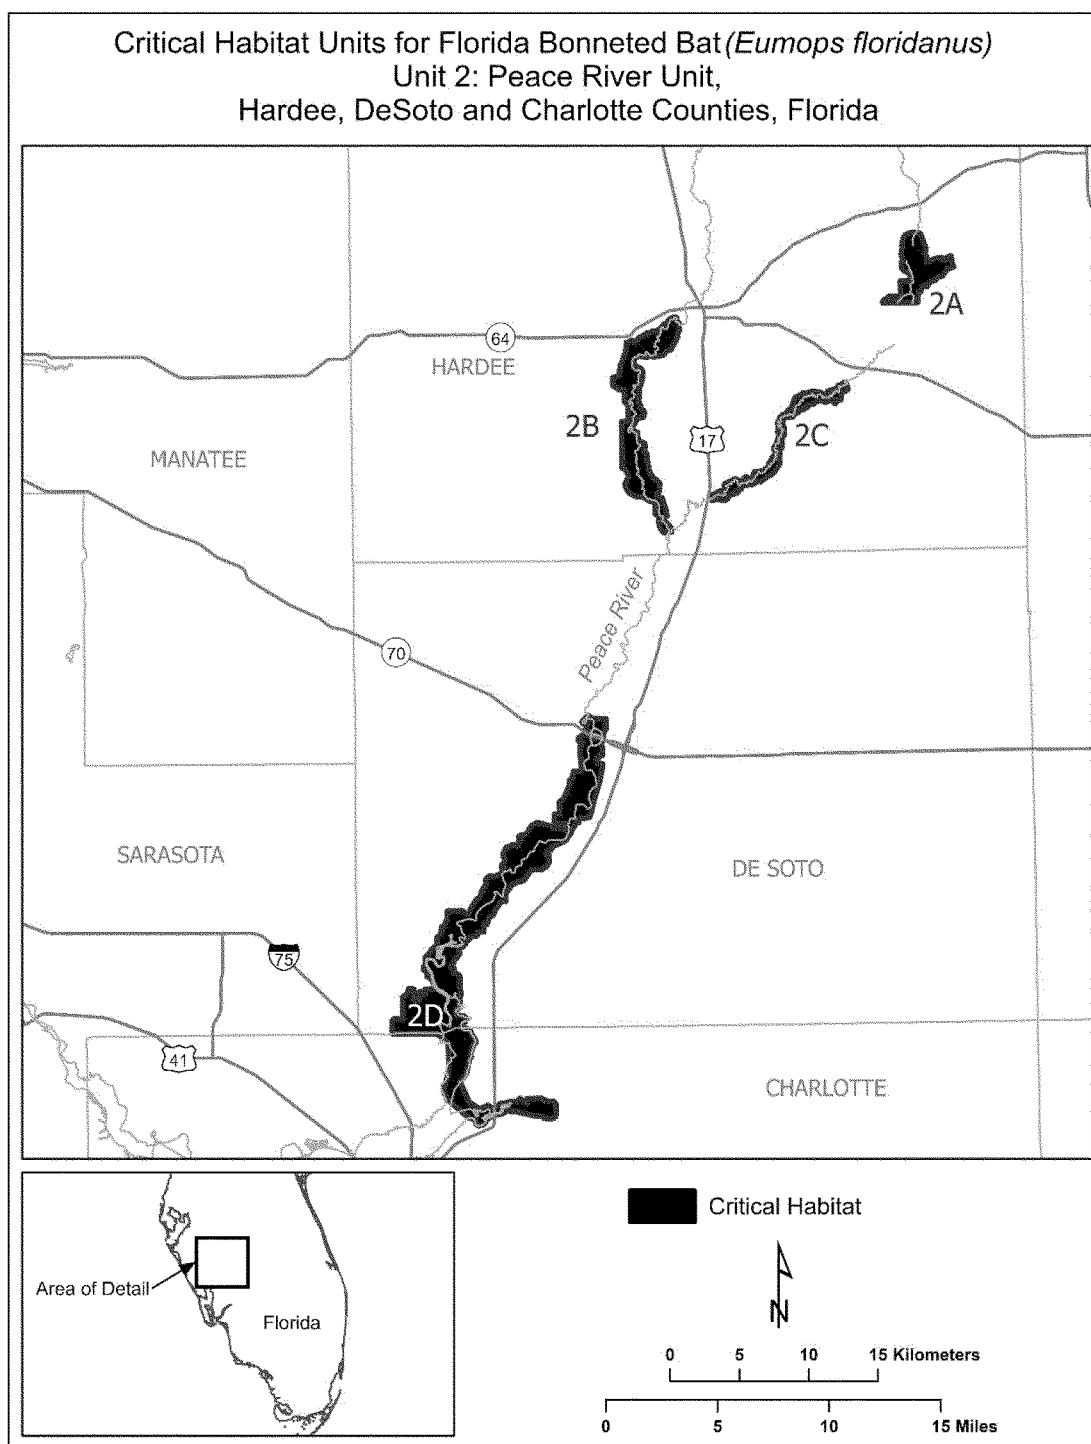 Critical Habitat Units for Florida Bonneted Bat (Eumops floridanus)
Unit 2: Peace River Unit,
Hardee, DeSoto and Charlotte Counties, Florida
2A
64
HARDEE
2B
17
2C
MANATEE
Peace River
70
SARASOTA
DE SOTO
75
2D
41
CHARLOTTE
Area of Detail
Florida
Critical Habitat
N
0 5 10 15 Kilometers
0 5 10 15 Miles